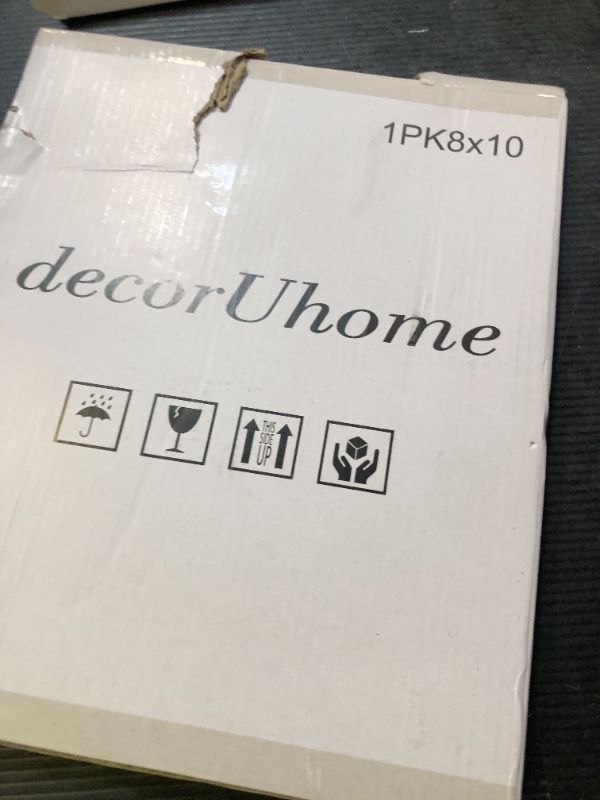 1PK8x10
decorUhome
THIS
SIDE
UP